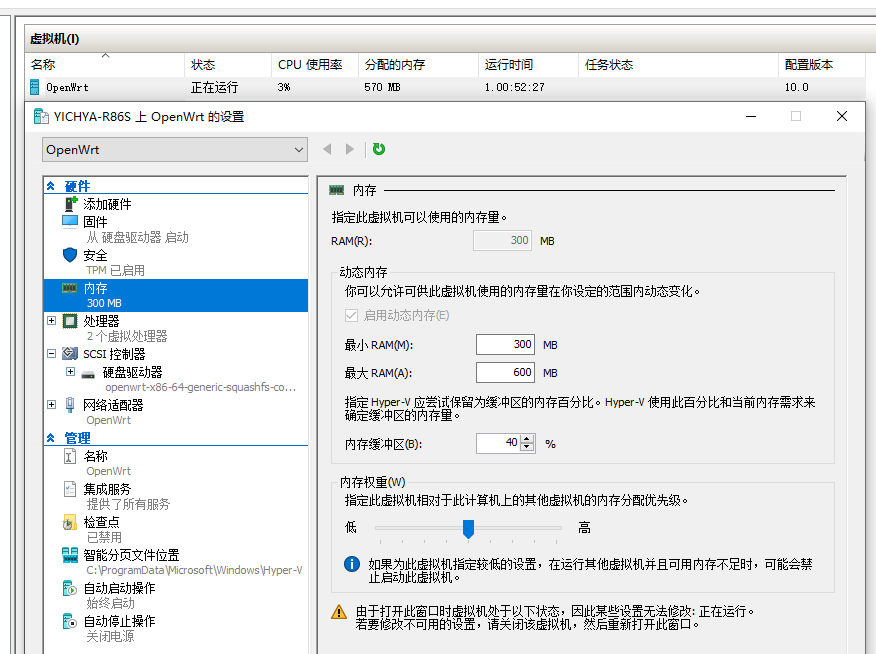 虚拟机(I)
名称 状态 CPU 使用率 分配的内存 运行时间 任务状态 配置版本
OpenWrt 正在运行 3% 570 MB 1.00:52:27 10.0
YICHYA-R86S 上 OpenWrt 的设置
OpenWrt
硬件
添加硬件
固件
从 硬盘驱动器 启动
安全
TPM 已启用
内存
300 MB
处理器
2 个虚拟处理器
SCSI 控制器
硬盘驱动器
openwrt-x86-64-generic-squashfs-co...
网络适配器
OpenWrt
管理
名称
OpenWrt
集成服务
提供了所有服务
检查点
已禁用
智能分页文件位置
C:\ProgramData\Microsoft\Windows\Hyper-V
自动启动操作
始终启动
自动停止操作
关闭电源
内存
指定此虚拟机可以使用的内存量。
RAM(R): 300 MB
动态内存
你可以允许可供此虚拟机使用的内存量在你设定的范围内动态变化。
启用动态内存(E)
最小 RAM(M): 300 MB
最大 RAM(A): 600 MB
指定 Hyper-V 应尝试保留为缓冲区的内存百分比。Hyper-V 使用此百分比和当前内存需求来
确定缓冲区的内存量。
内存缓冲区(B): 40 %
内存权重(W)
指定此虚拟机相对于此计算机上的其他虚拟机的内存分配优先级。
低 高
如果为此虚拟机指定较低的设置，在运行其他虚拟机并且可用内存不足时，可能会禁
止启动此虚拟机。
由于打开此窗口时虚拟机处于以下状态，因此某些设置无法修改: 正在运行。
若要修改不可用的设置，请关闭该虚拟机，然后重新打开此窗口。